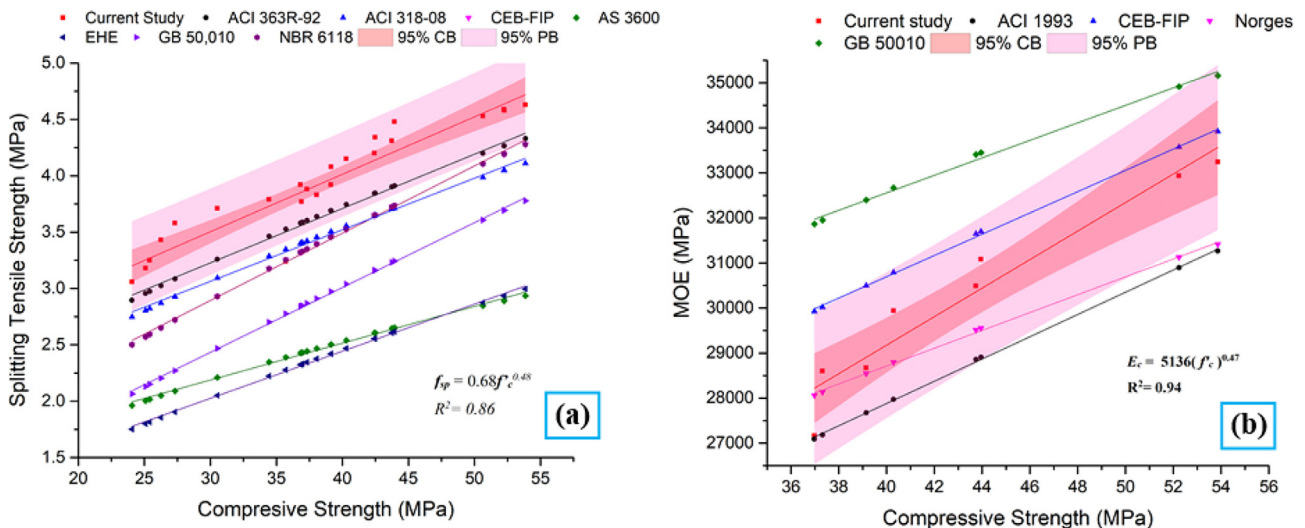 Current Study ACI 363R-92 ACI 318-08 CEB-FIP AS 3600
EHE GB 50,010 NBR 6118 95% CB 95% PB
5.0
4.5
4.0
3.5
3.0
2.5
2.0
1.5
Splitting Tensile Strength (MPa)
fsp = 0.68f'c^0.48
R² = 0.86
(a)
20 25 30 35 40 45 50 55 60
Compresive Strength (MPa)
Current study ACI 1993 CEB-FIP Norges
GB 50010 95% CB 95% PB
35000
34000
33000
32000
31000
30000
29000
28000
27000
MOE (MPa)
Ec = 5136(f'c)^0.47
R²= 0.94
(b)
36 38 40 42 44 46 48 50 52 54 56
Compressive Strength (MPa)